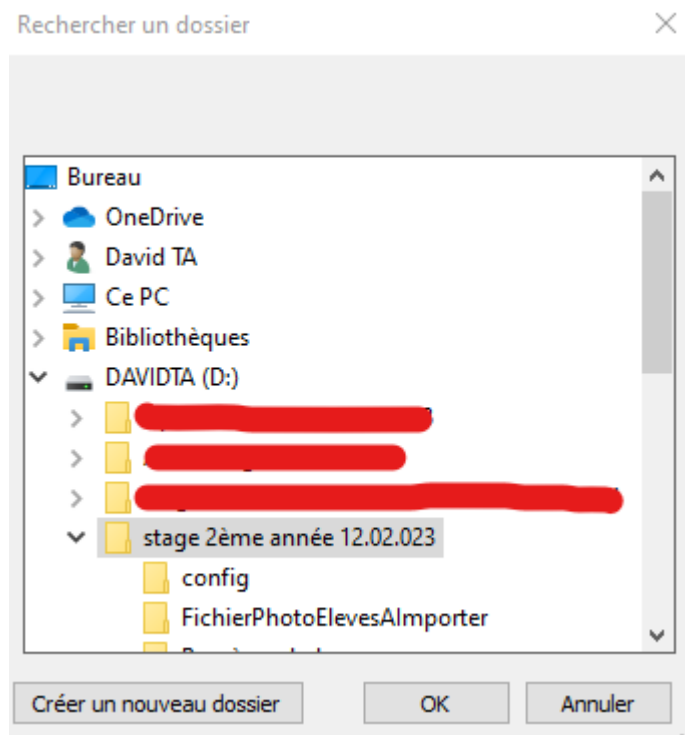 Rechercher un dossier
Bureau
OneDrive
David TA
Ce PC
Bibliothèques
DAVIDTA (D:)
stage 2ème année 12.02.023
config
FichierPhotoElevesAImporter
Créer un nouveau dossier
OK
Annuler